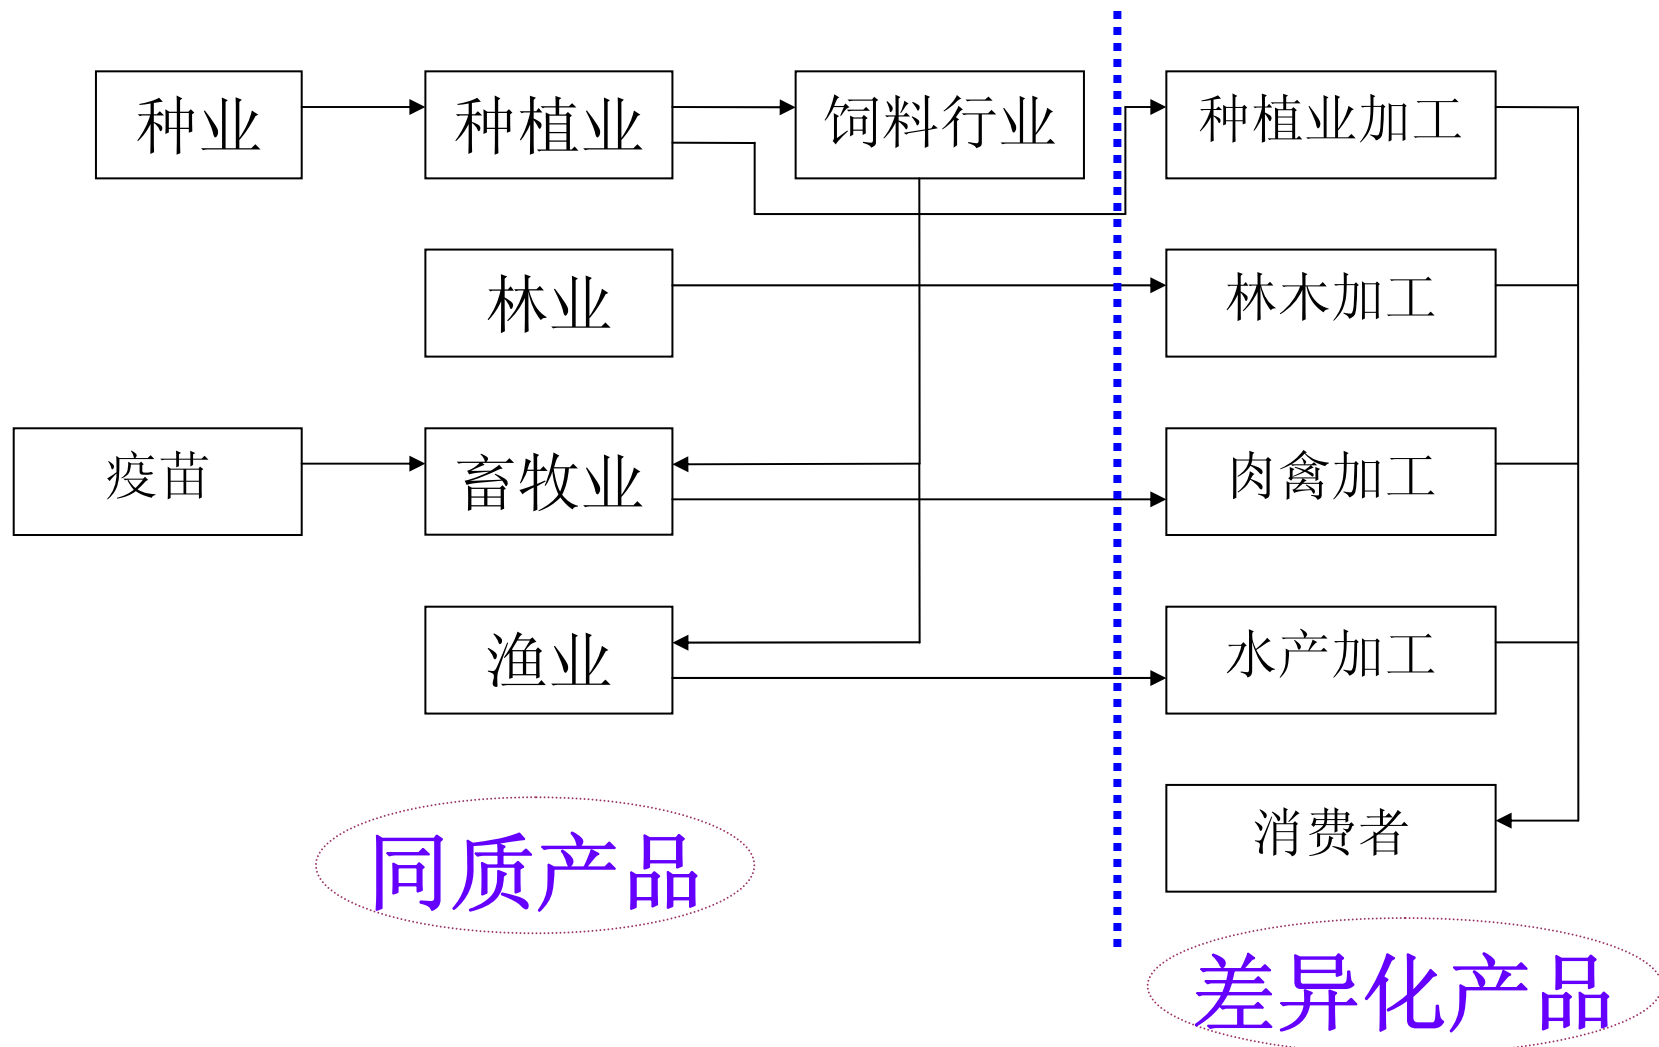 种业
种植业
饲料行业
种植业加工
林业
林木加工
疫苗
畜牧业
肉禽加工
渔业
水产加工
消费者
同质产品
差异化产品